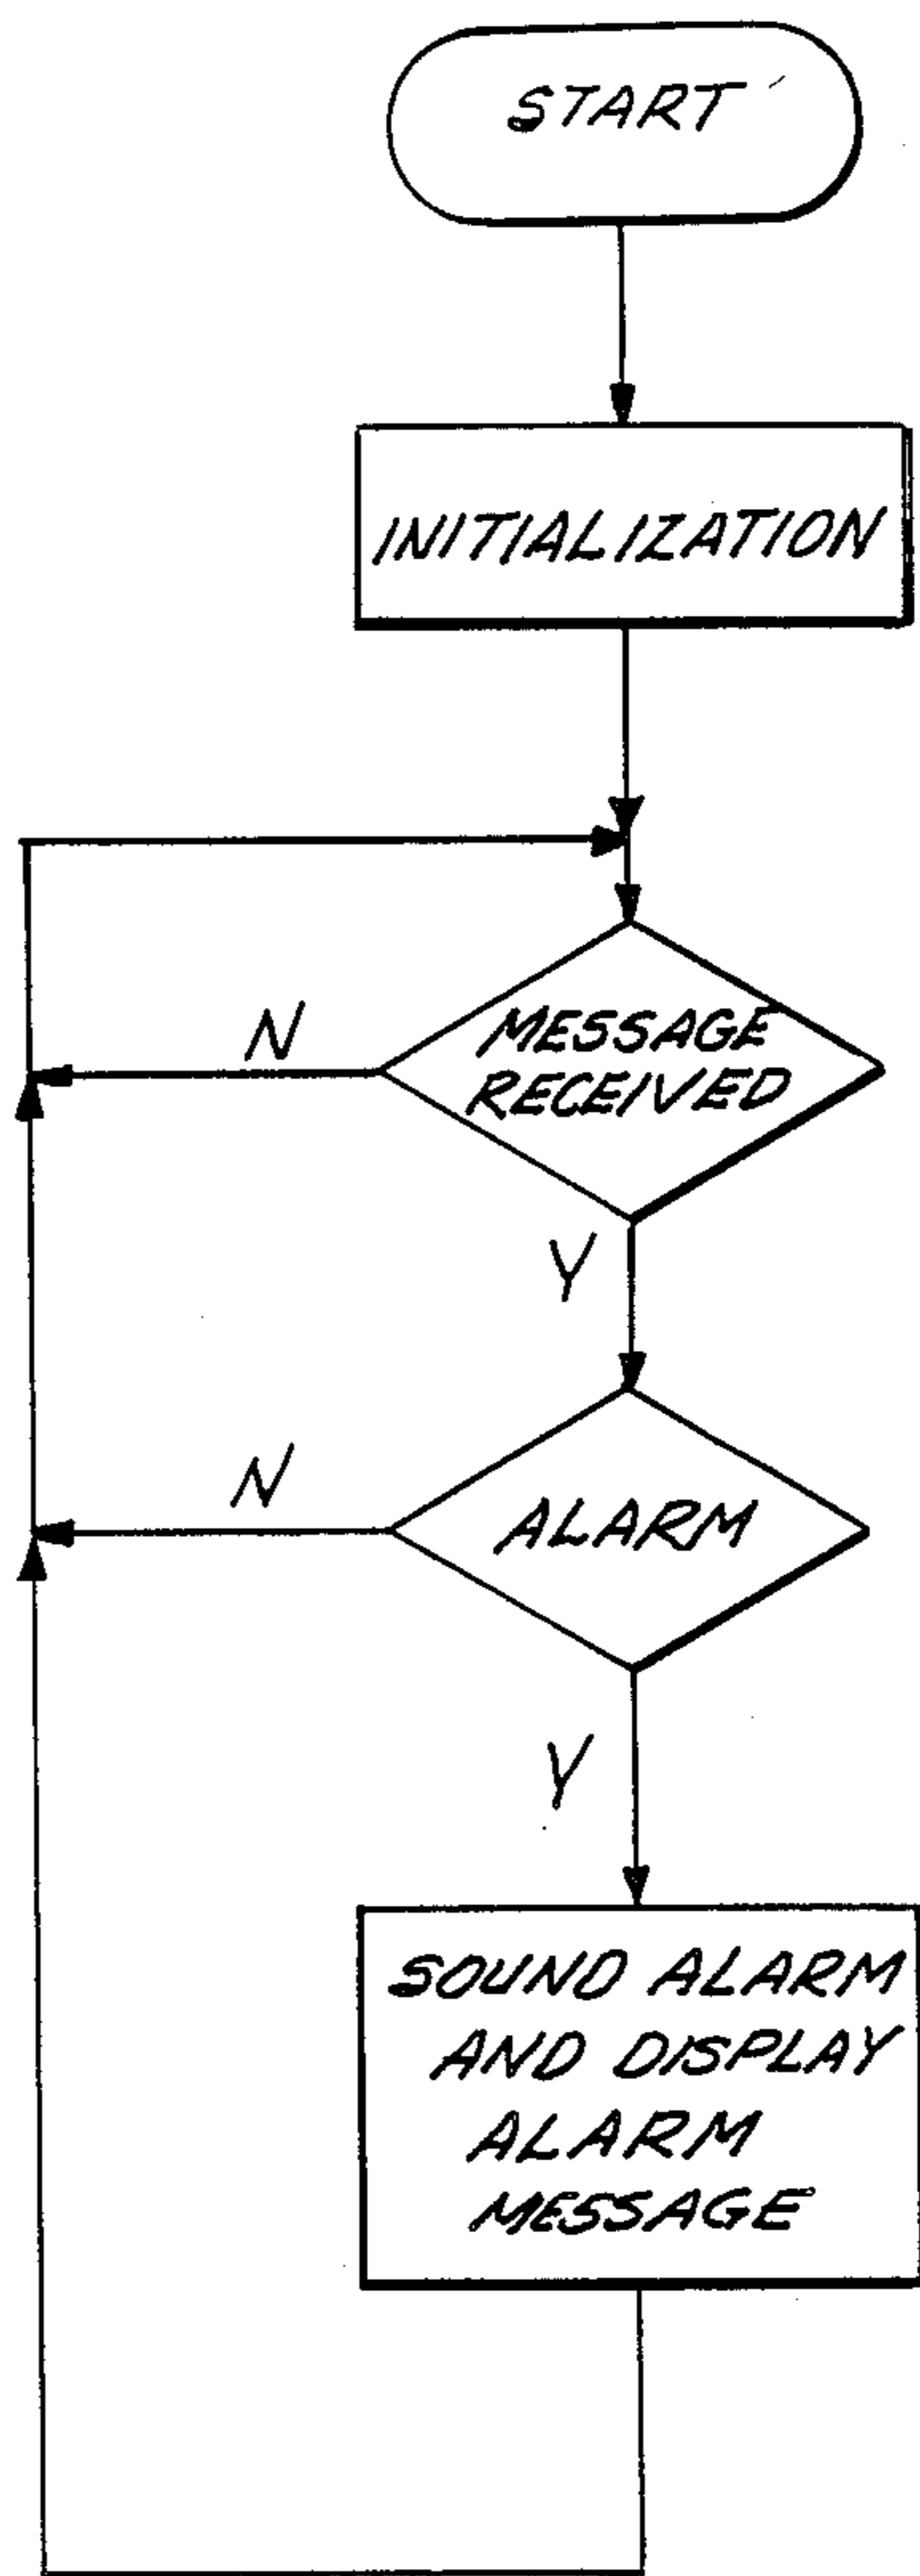 START
INITIALIZATION
MESSAGE
RECEIVED
N
Y
ALARM
N
Y
SOUND ALARM
AND DISPLAY
ALARM
MESSAGE